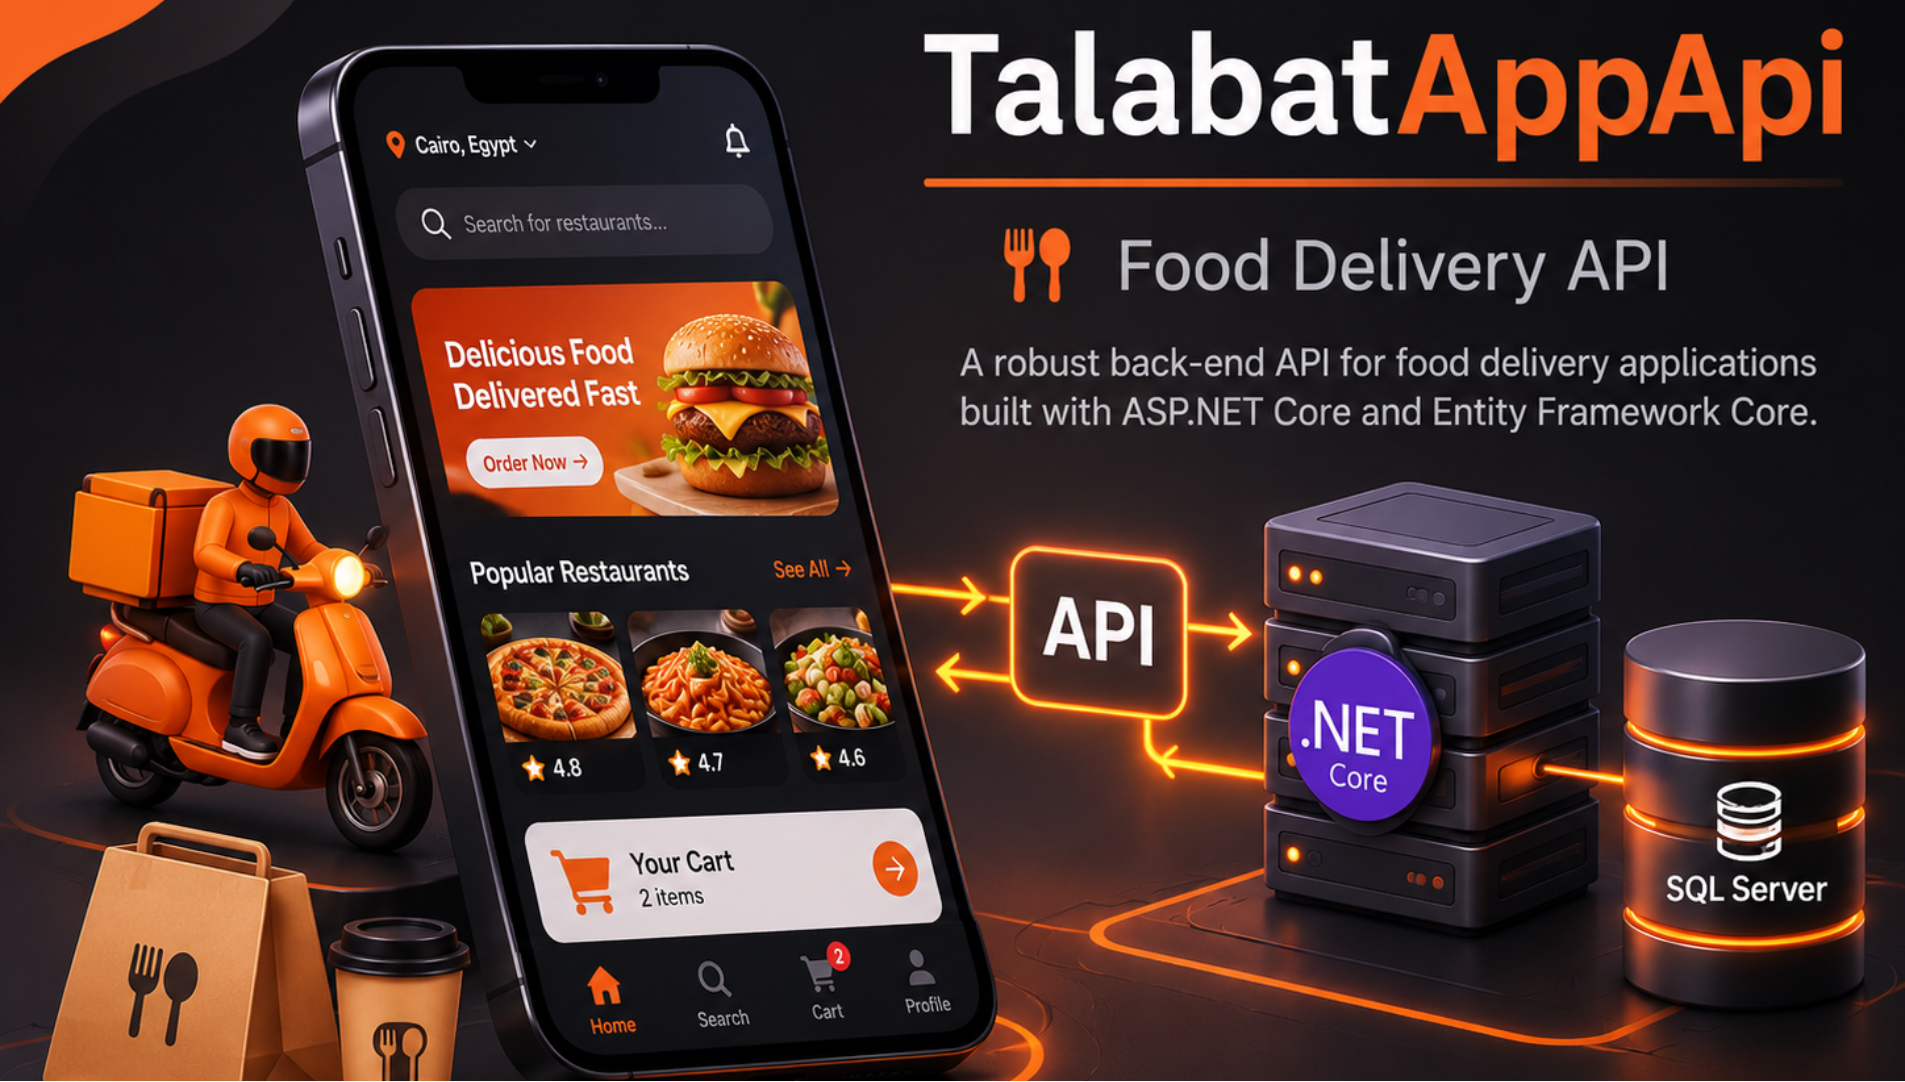 TalabatAppApi
Food Delivery API
A robust back-end API for food delivery applications
built with ASP.NET Core and Entity Framework Core.
Cairo, Egypt
Search for restaurants...
Delicious Food
Delivered Fast
Order Now →
Popular Restaurants
See All →
4.8
4.7
4.6
Your Cart
2 items
2
Home
Search
Cart
Profile
API
.NET
Core
SQL Server